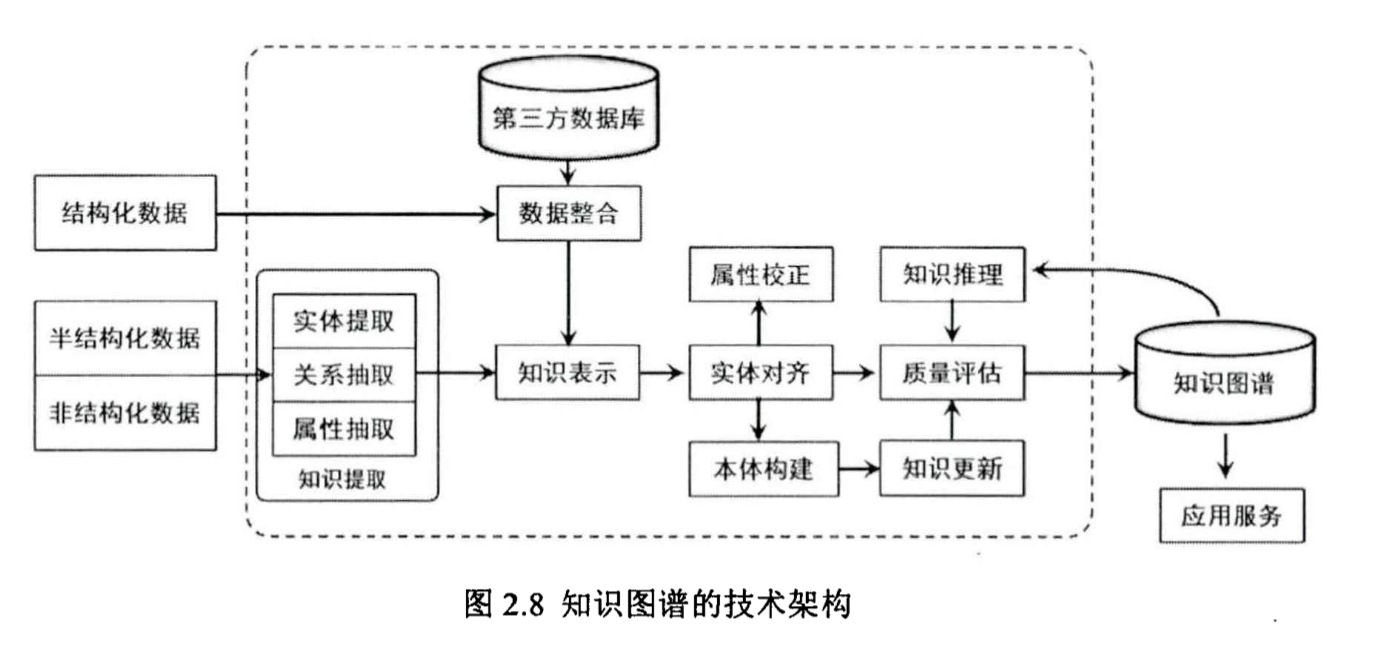 第三方数据库
结构化数据
数据整合
属性校正
知识推理
半结构化数据
实体提取
非结构化数据
关系抽取
属性抽取
知识提取
知识表示
实体对齐
质量评估
知识图谱
本体构建
知识更新
应用服务
图 2.8 知识图谱的技术架构